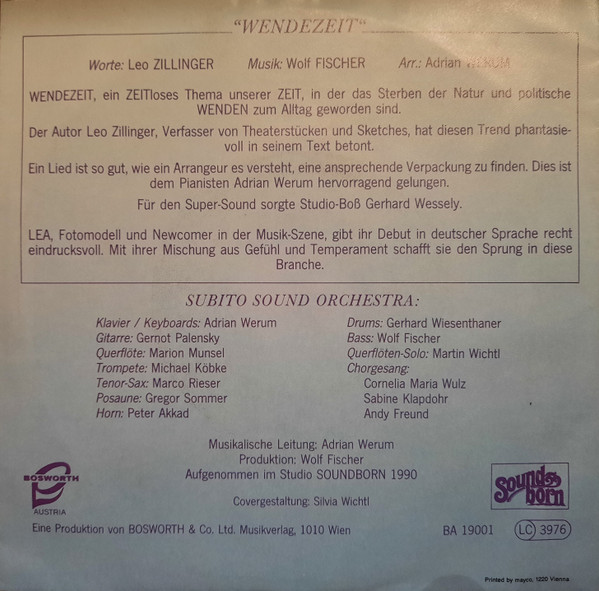 "WENDEZEIT"
Worte: Leo ZILLINGER Musik: Wolf FISCHER Arr.: Adrian WERUM
WENDEZEIT, ein ZEITloses Thema unserer ZEIT, in der das Sterben der Natur und politische
WENDEN zum Alltag geworden sind.
Der Autor Leo Zillinger, Verfasser von Theaterstücken und Sketches, hat diesen Trend phantasie-
voll in seinem Text betont.
Ein Lied ist so gut, wie ein Arrangeur es versteht, eine ansprechende Verpackung zu finden. Dies ist
dem Pianisten Adrian Werum hervorragend gelungen.
Für den Super-Sound sorgte Studio-Boß Gerhard Wessely.
LEA, Fotomodell und Newcomer in der Musik-Szene, gibt ihr Debut in deutscher Sprache recht
eindrucksvoll. Mit ihrer Mischung aus Gefühl und Temperament schafft sie den Sprung in diese
Branche.
SUBITO SOUND ORCHESTRA:
Klavier / Keyboards: Adrian Werum
Gitarre: Gernot Palensky
Querflöte: Marion Munsel
Trompete: Michael Köbke
Tenor-Sax: Marco Rieser
Posaune: Gregor Sommer
Horn: Peter Akkad
Drums: Gerhard Wiesenthaner
Bass: Wolf Fischer
Querflöten-Solo: Martin Wichtl
Chorgesang:
Cornelia Maria Wulz
Sabine Klapdohr
Andy Freund
Musikalische Leitung: Adrian Werum
Produktion: Wolf Fischer
Aufgenommen im Studio SOUNDBORN 1990
Covergestaltung: Silvia Wichtl
BOSWORTH
AUSTRIA
Sound
born
Eine Produktion von BOSWORTH & Co. Ltd. Musikverlag, 1010 Wien BA 19001 LC 3976
Printed by mayco, 1220 Vienna